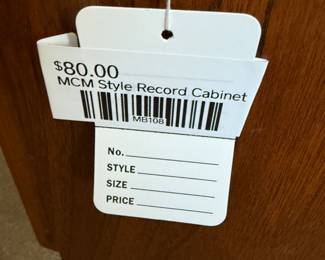 $80.00
MCM Style Record Cabinet
MB108
No.
STYLE
SIZE
PRICE